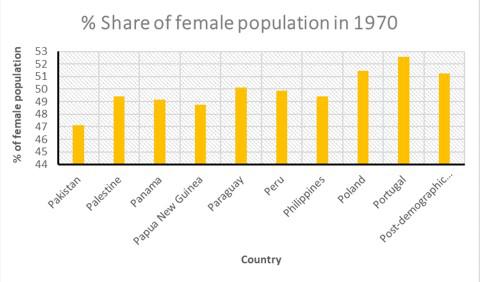 % Share of female population in 1970
% of female population
53
52
51
50
49
48
47
46
45
44
Pakistan
Palestine
Panama
Papua New Guinea
Paraguay
Peru
Philippines
Poland
Portugal
Post-demographic...
Country